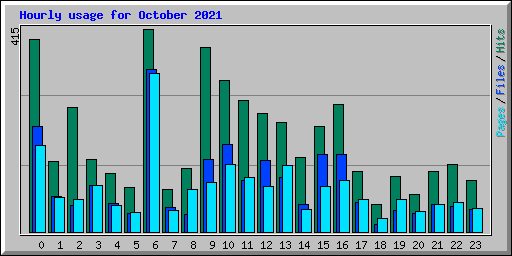 Hourly usage for October 2021
415
Pages / Files / Hits
0 1 2 3 4 5 6 7 8 9 10 11 12 13 14 15 16 17 18 19 20 21 22 23